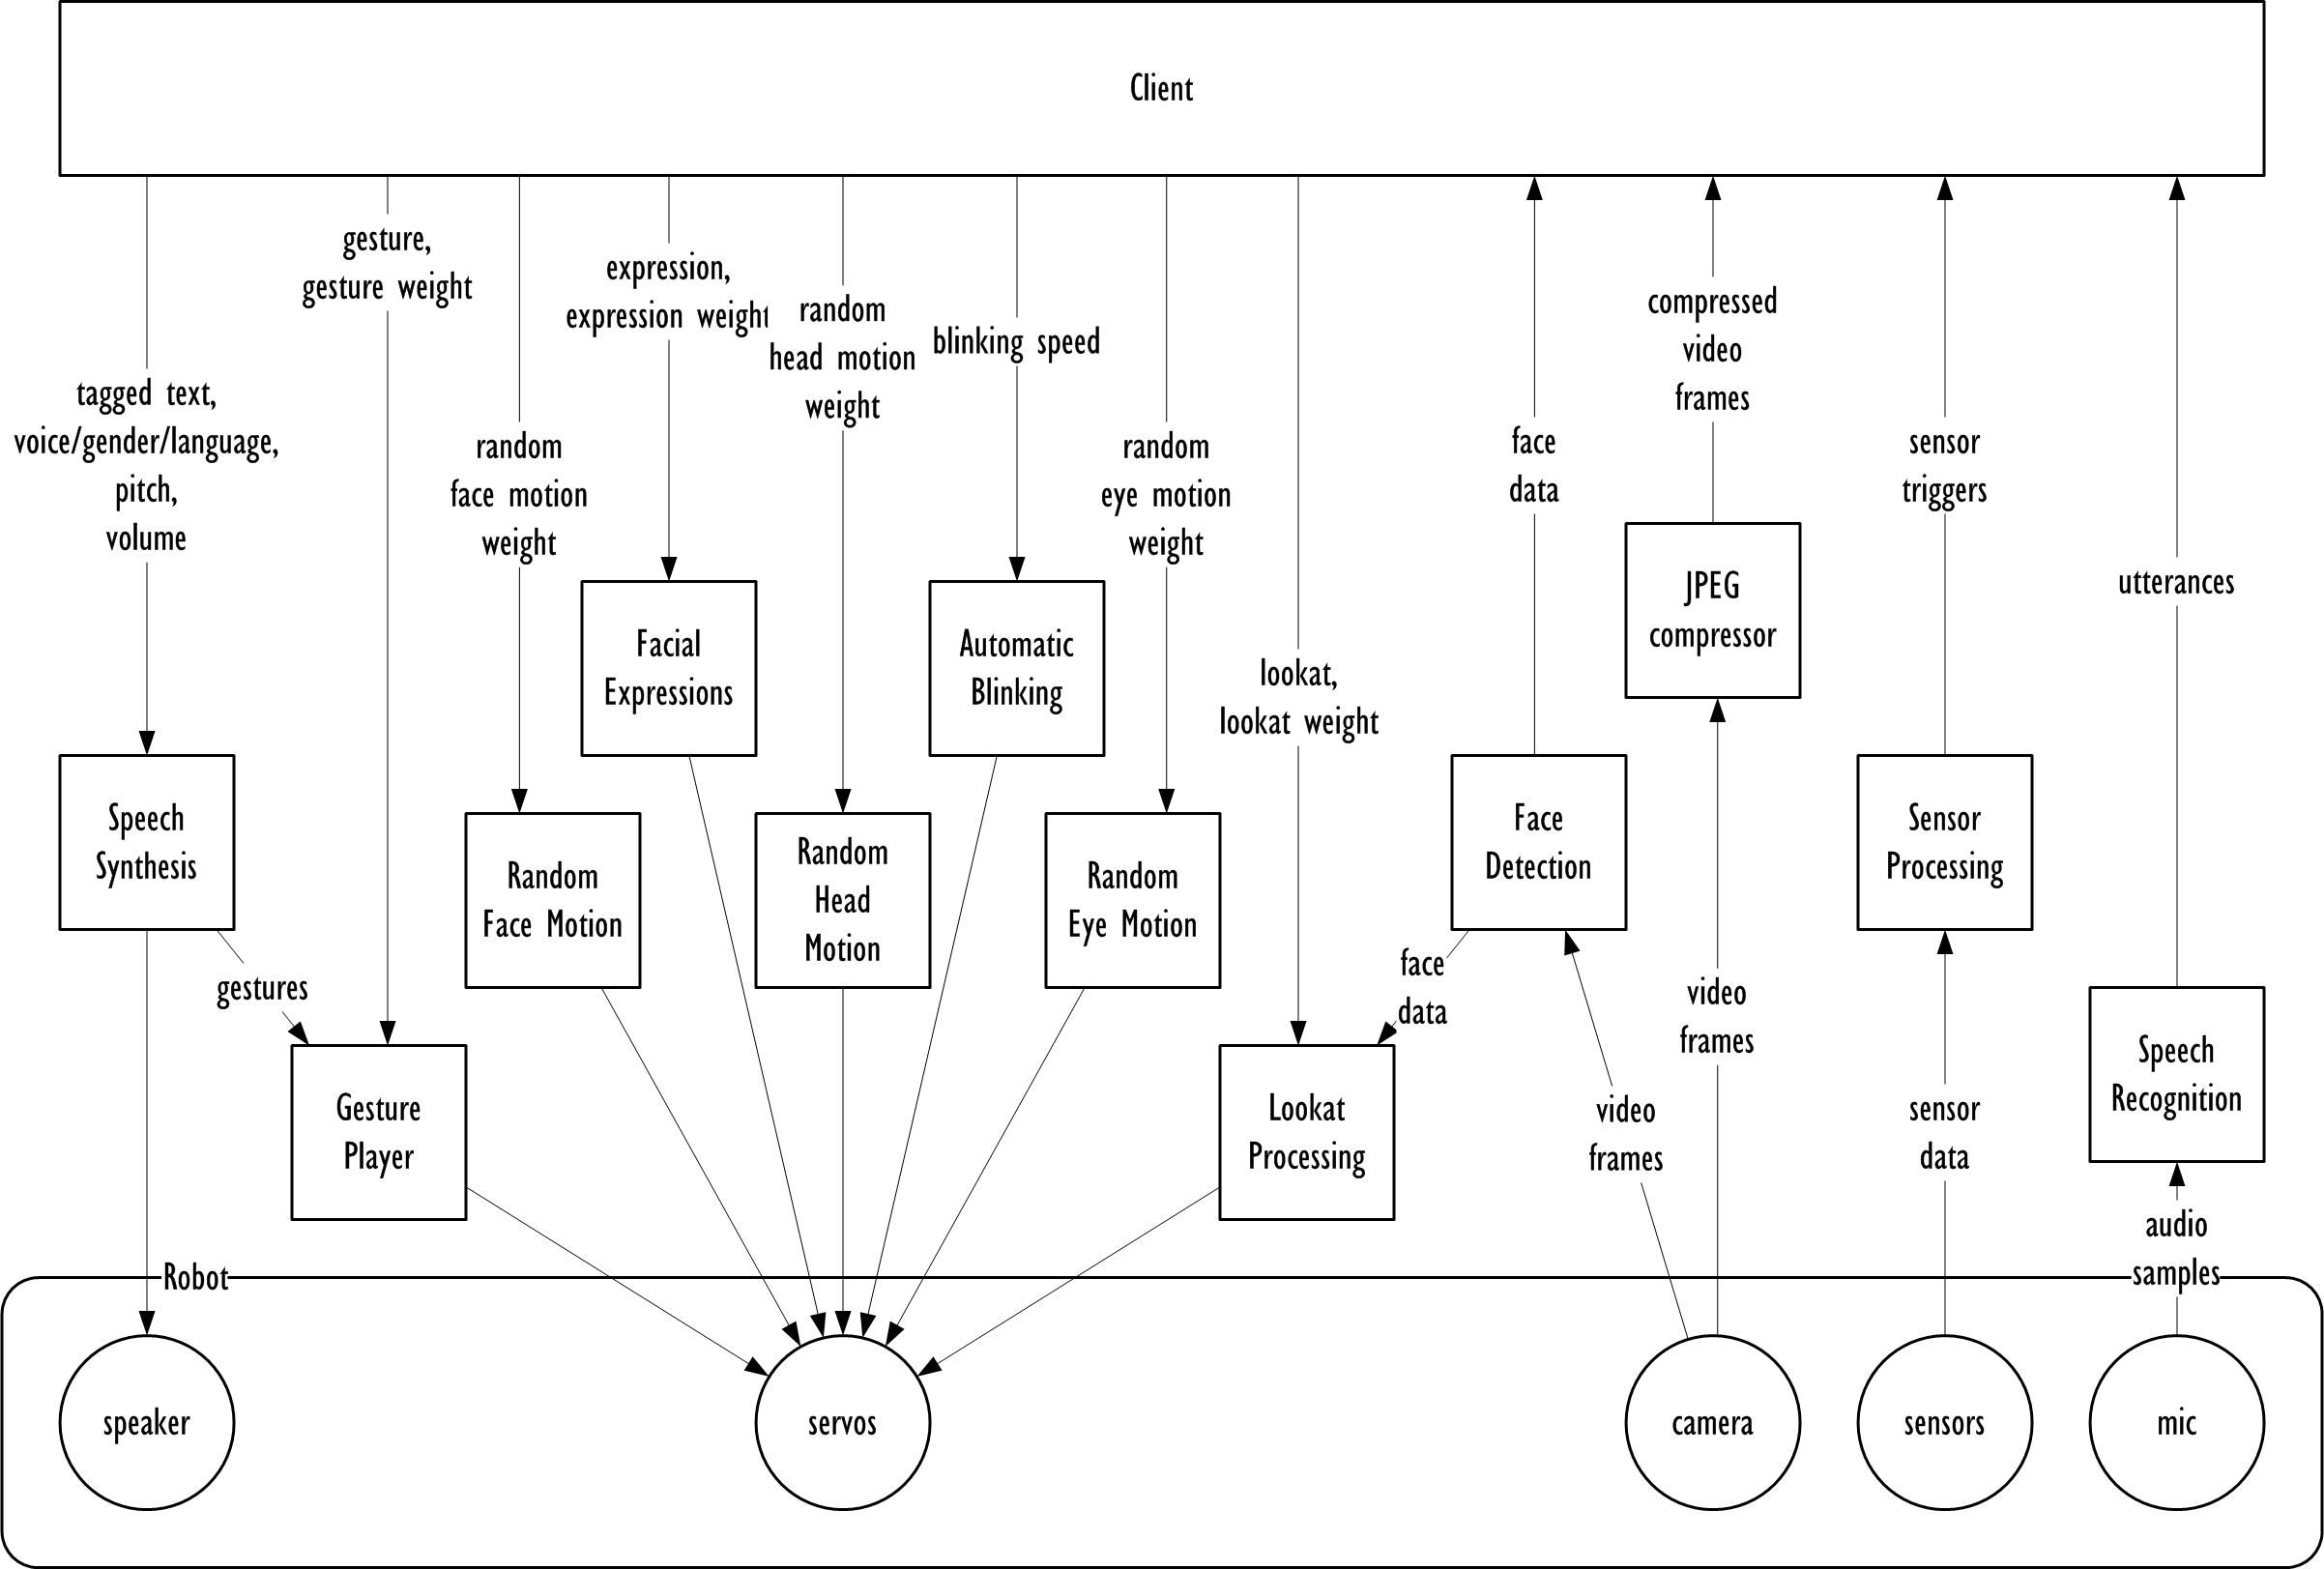 Client
gesture,
gesture weight
expression,
expression weight
random
head motion
weight
blinking speed
compressed
video
frames
tagged text,
voice/gender/language,
pitch,
volume
random
face motion
weight
random
eye motion
weight
face
data
sensor
triggers
utterances
Facial
Expressions
Automatic
Blinking
lookat,
lookat weight
JPEG
compressor
Speech
Synthesis
Random
Face Motion
Random
Head
Motion
Random
Eye Motion
Face
Detection
Sensor
Processing
gestures
face
data
video
frames
Gesture
Player
Lookat
Processing
video
frames
sensor
data
Speech
Recognition
audio
samples
Robot
speaker
servos
camera
sensors
mic